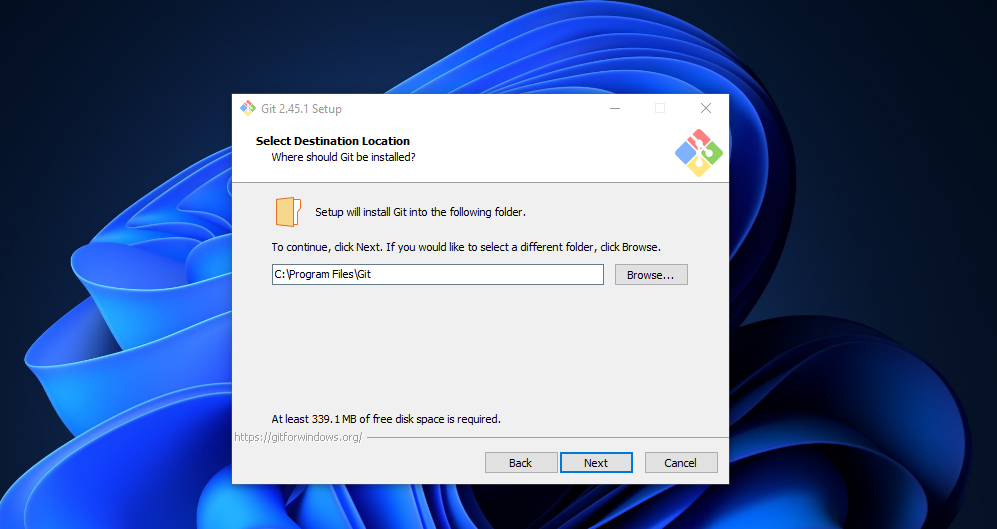 Git 2.45.1 Setup
Select Destination Location
Where should Git be installed?
Setup will install Git into the following folder.
To continue, click Next. If you would like to select a different folder, click Browse.
C:\Program Files\Git
Browse...
At least 339.1 MB of free disk space is required.
https://gitforwindows.org/
Back
Next
Cancel